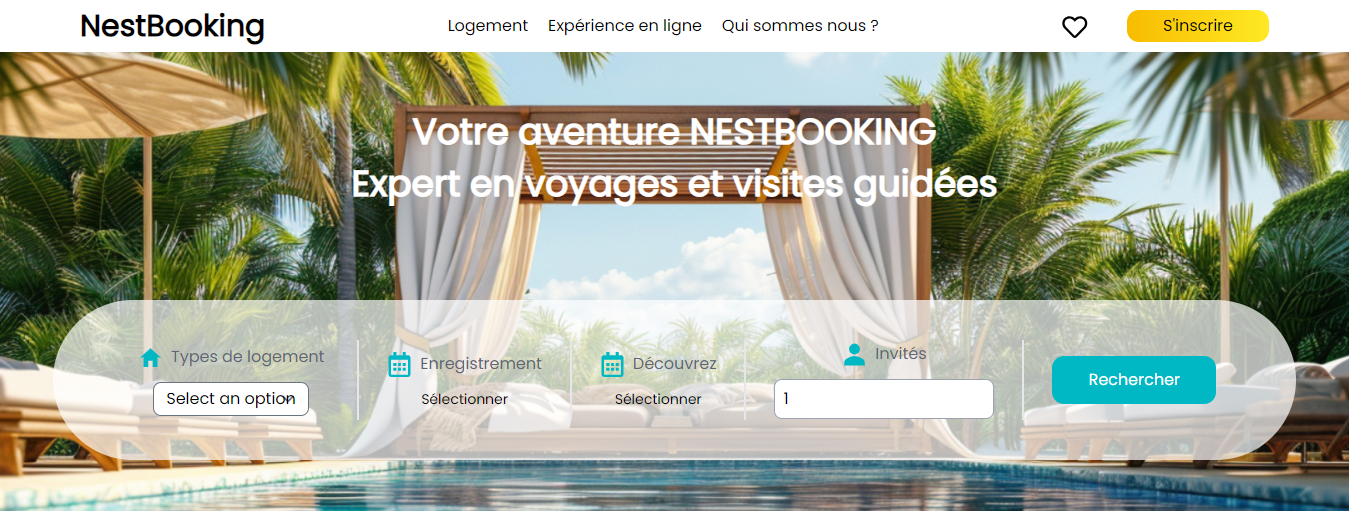 NestBooking
Logement
Expérience en ligne
Qui sommes nous ?
S'inscrire
Votre aventure NESTBOOKING
Expert en voyages et visites guidées
Types de logement
Select an option
Enregistrement
Sélectionner
Découvrez
Sélectionner
Invités
1
Rechercher